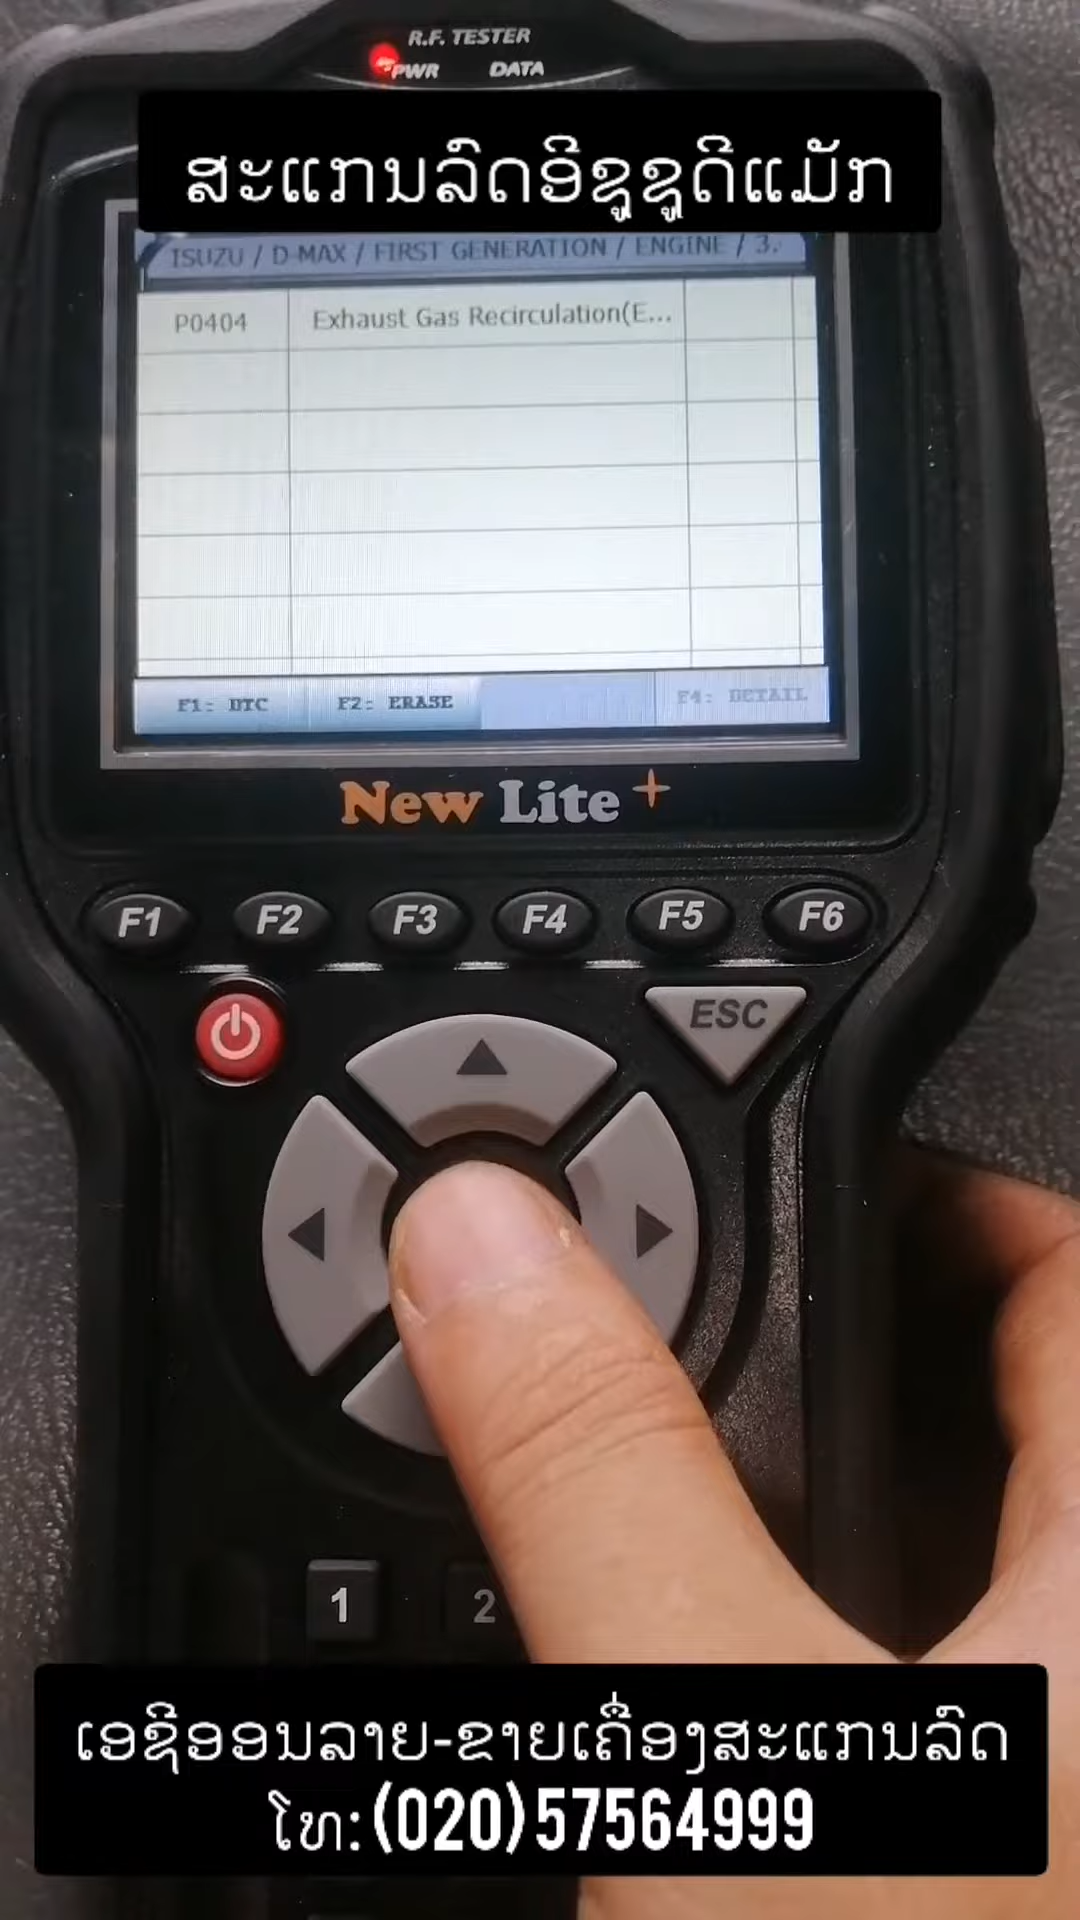 R.F. TESTER
PWR DATA
ສະແກນລົດອີຊູຊູດີແມັກ
ISUZU / D-MAX / FIRST GENERATION / ENGINE / 3.
P0404 Exhaust Gas Recirculation(E...
F1: DTC F2: ERASE F4: DETAIL
New Lite+
F1 F2 F3 F4 F5 F6
ESC
1 2
ເອຊີອອນລາຍ-ຂາຍເຄື່ອງສະແກນລົດ
ໂທ: (020) 57564999